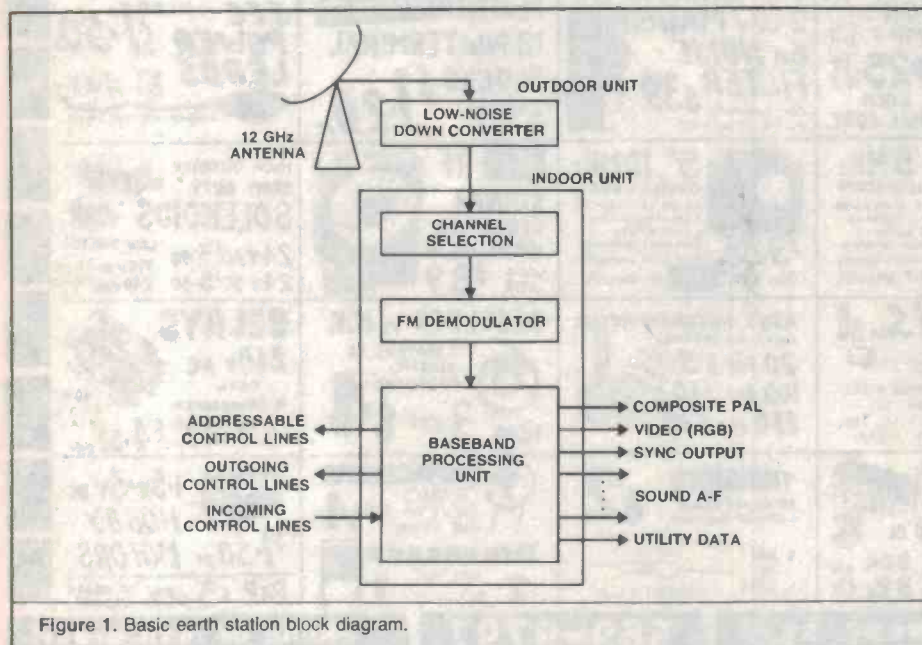 OUTDOOR UNIT
LOW-NOISE
DOWN CONVERTER
12 GHz
ANTENNA
INDOOR UNIT
CHANNEL
SELECTION
FM DEMODULATOR
BASEBAND
PROCESSING
UNIT
ADDRESSABLE
CONTROL LINES
OUTGOING
CONTROL LINES
INCOMING
CONTROL LINES
COMPOSITE PAL
VIDEO (RGB)
SYNC OUTPUT
SOUND A-F
UTILITY DATA
Figure 1. Basic earth station block diagram.